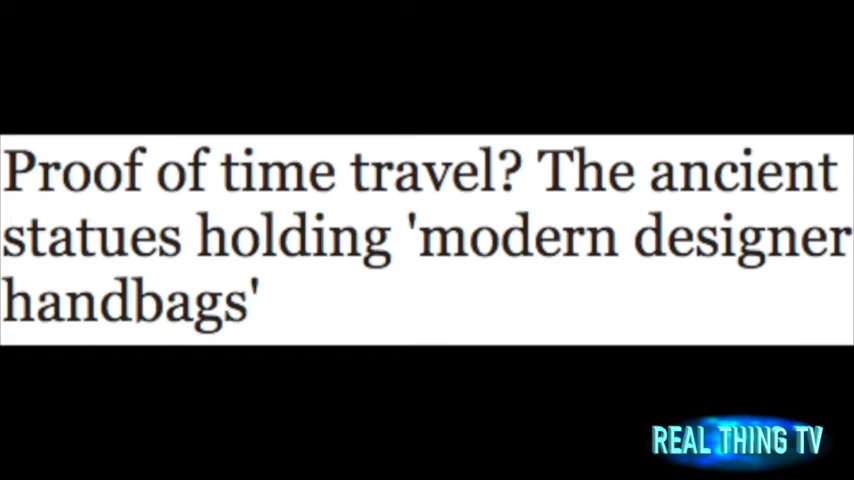 Proof of time travel? The ancient
statues holding 'modern designer
handbags'
REAL THING TV